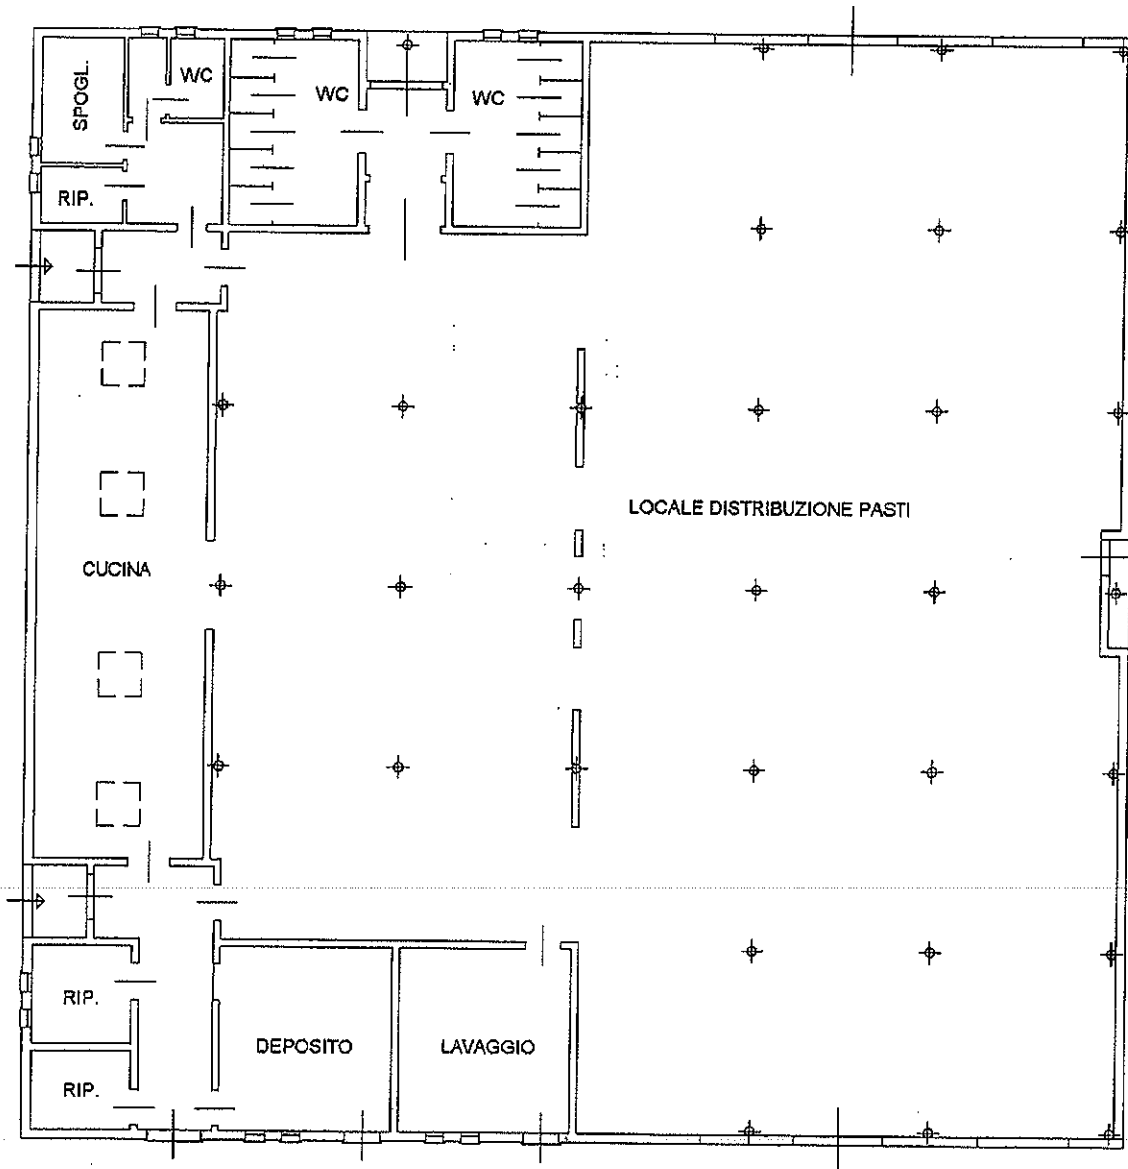 SPOGL.
WC
WC
WC
RIP.
LOCALE DISTRIBUZIONE PASTI
CUCINA
RIP.
DEPOSITO
LAVAGGIO
RIP.